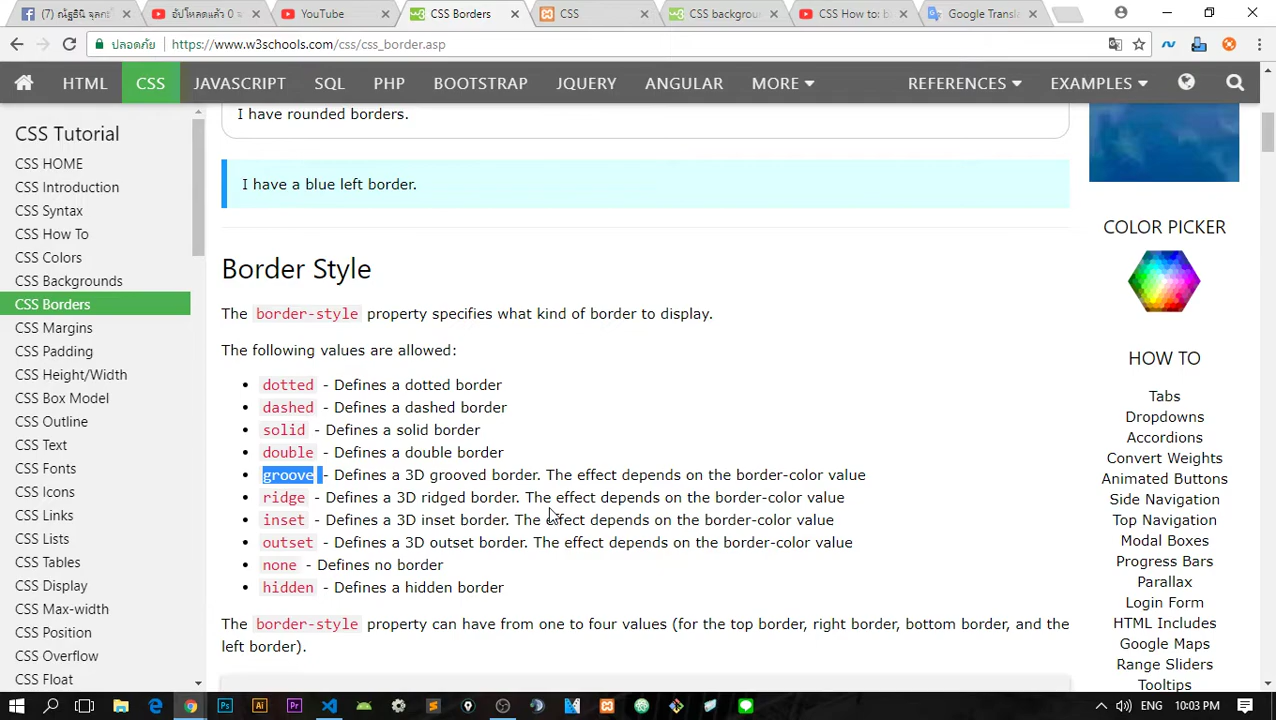 ณัฐธินี จุลกะ
อัปโหลดแล้ว 0 จ
YouTube
CSS Borders
CSS
CSS backgroun
CSS How to: b
Google Transl
ปลอดภัย
https://www.w3schools.com/css/css_border.asp
HTML CSS JAVASCRIPT SQL PHP BOOTSTRAP JQUERY ANGULAR MORE REFERENCES EXAMPLES
CSS Tutorial
CSS HOME
CSS Introduction
CSS Syntax
CSS How To
CSS Colors
CSS Backgrounds
CSS Borders
CSS Margins
CSS Padding
CSS Height/Width
CSS Box Model
CSS Outline
CSS Text
CSS Fonts
CSS Icons
CSS Links
CSS Lists
CSS Tables
CSS Display
CSS Max-width
CSS Position
CSS Overflow
CSS Float
I have rounded borders.
I have a blue left border.
Border Style
The border-style property specifies what kind of border to display.
The following values are allowed:
• dotted - Defines a dotted border
• dashed - Defines a dashed border
• solid - Defines a solid border
• double - Defines a double border
• groove - Defines a 3D grooved border. The effect depends on the border-color value
• ridge - Defines a 3D ridged border. The effect depends on the border-color value
• inset - Defines a 3D inset border. The effect depends on the border-color value
• outset - Defines a 3D outset border. The effect depends on the border-color value
• none - Defines no border
• hidden - Defines a hidden border
The border-style property can have from one to four values (for the top border, right border, bottom border, and the
left border).
COLOR PICKER
HOW TO
Tabs
Dropdowns
Accordions
Convert Weights
Animated Buttons
Side Navigation
Top Navigation
Modal Boxes
Progress Bars
Parallax
Login Form
HTML Includes
Google Maps
Range Sliders
Tooltips
ENG 10:03 PM